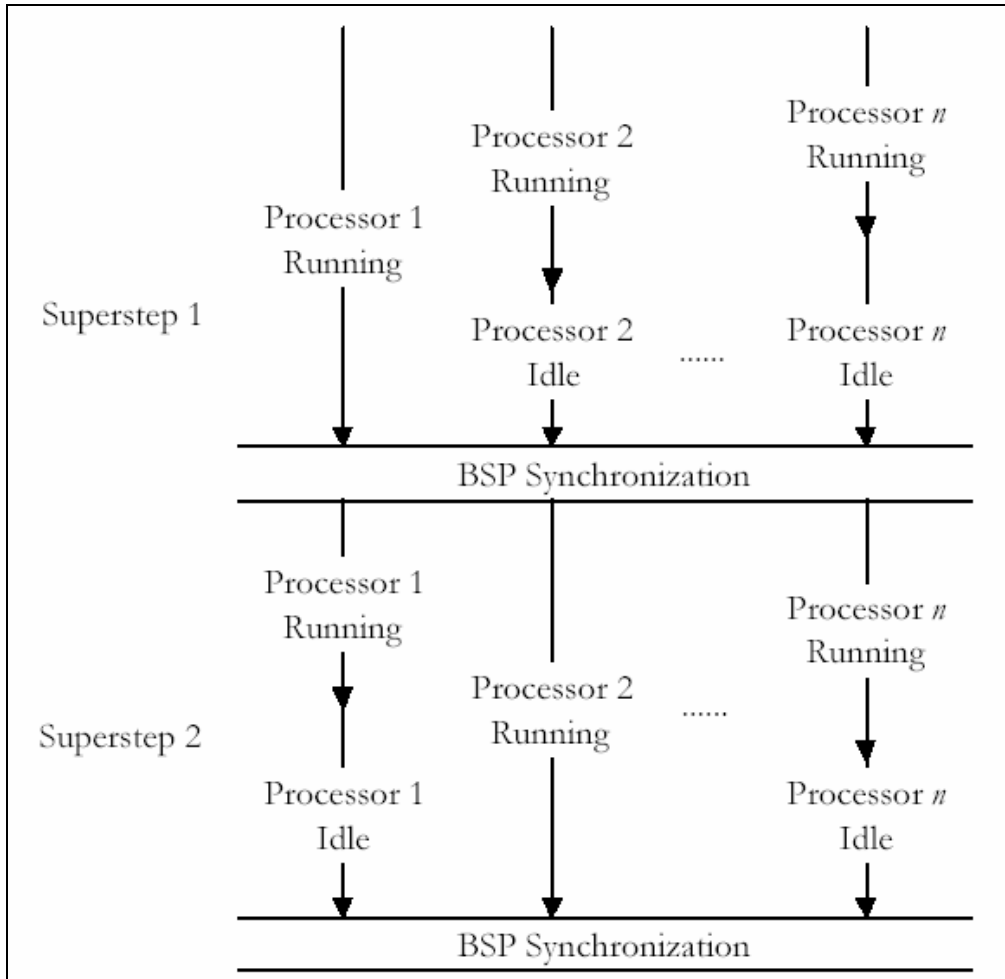 Processor n
Running
Processor 2
Running
Processor 1
Running
Superstep 1
Processor 2
Idle
......
Processor n
Idle
BSP Synchronization
Processor 1
Running
Processor n
Running
Processor 2
Running
......
Superstep 2
Processor 1
Idle
Processor n
Idle
BSP Synchronization